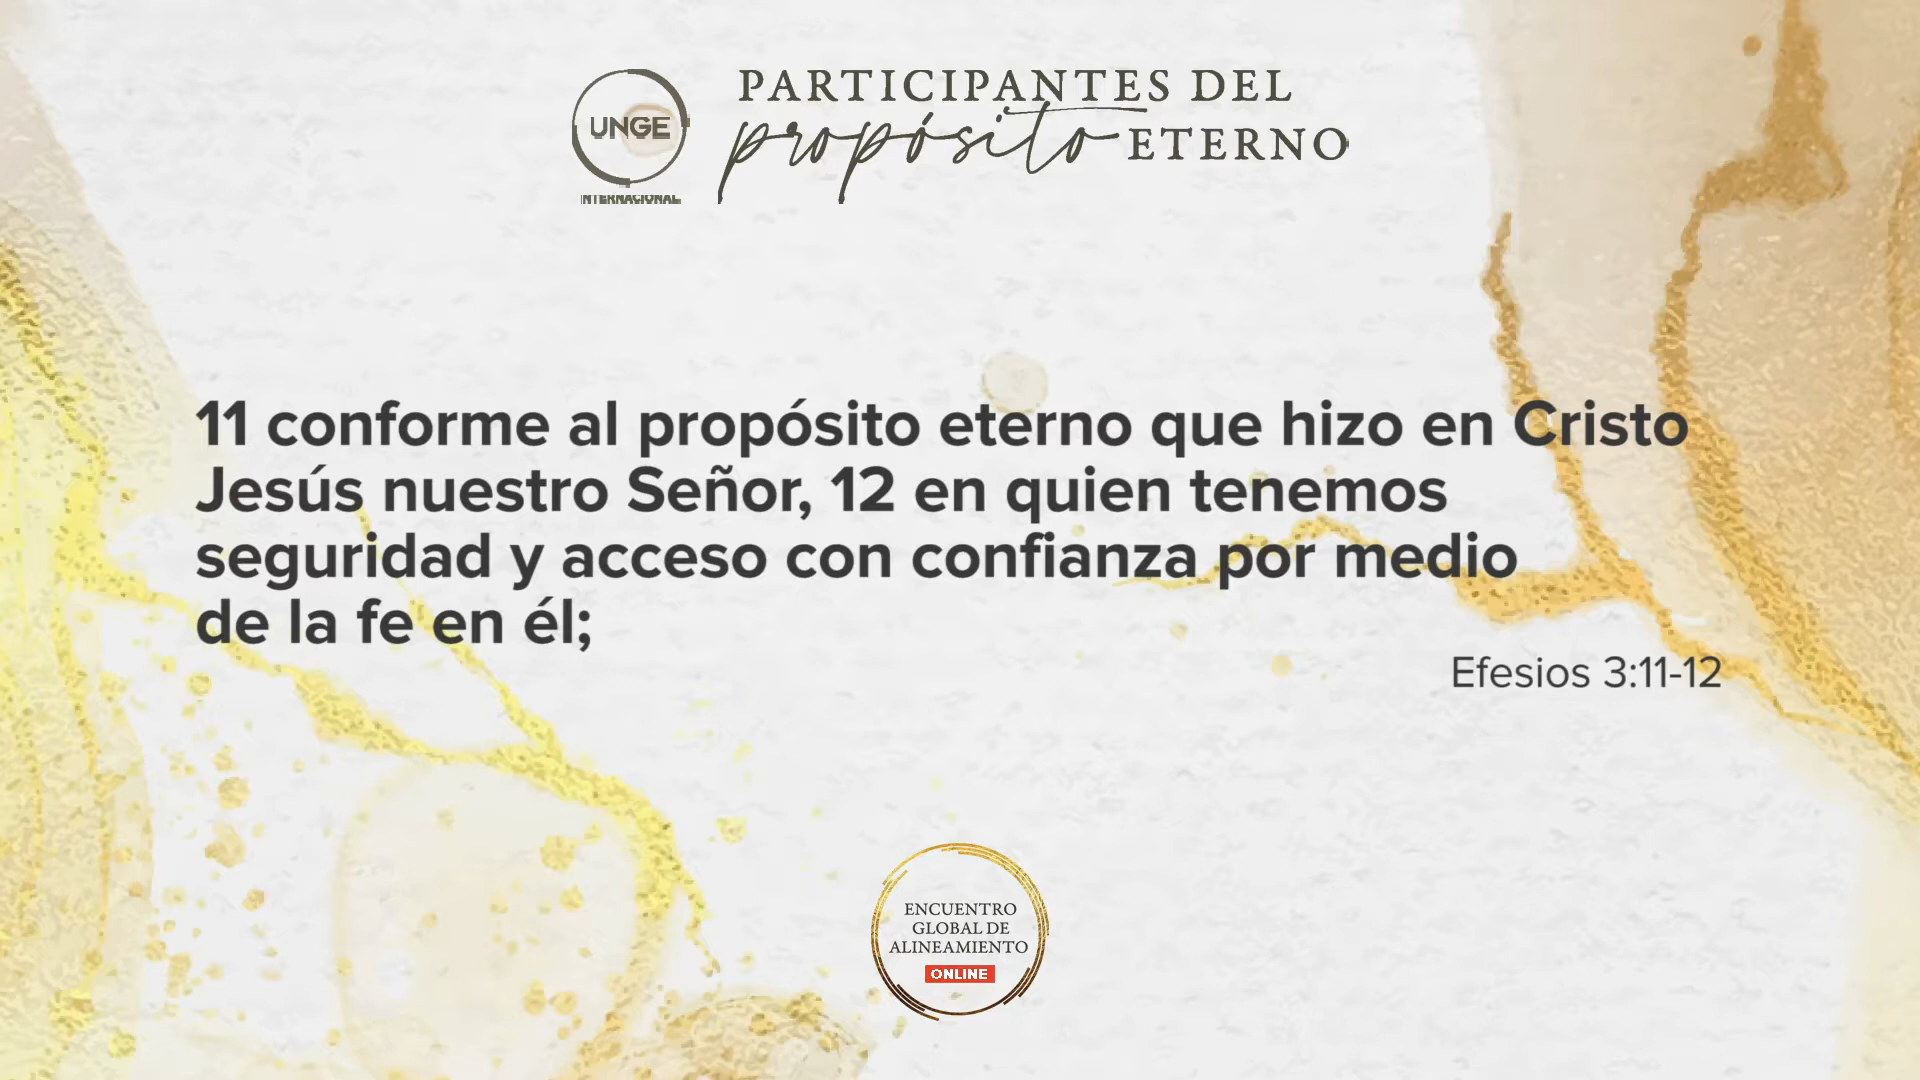 UNGE
INTERNACIONAL
PARTICIPANTES DEL
propósito ETERNO
11 conforme al propósito eterno que hizo en Cristo
Jesús nuestro Señor, 12 en quien tenemos
seguridad y acceso con confianza por medio
de la fe en él;
Efesios 3:11-12
ENCUENTRO
GLOBAL DE
ALINEAMIENTO
ONLINE